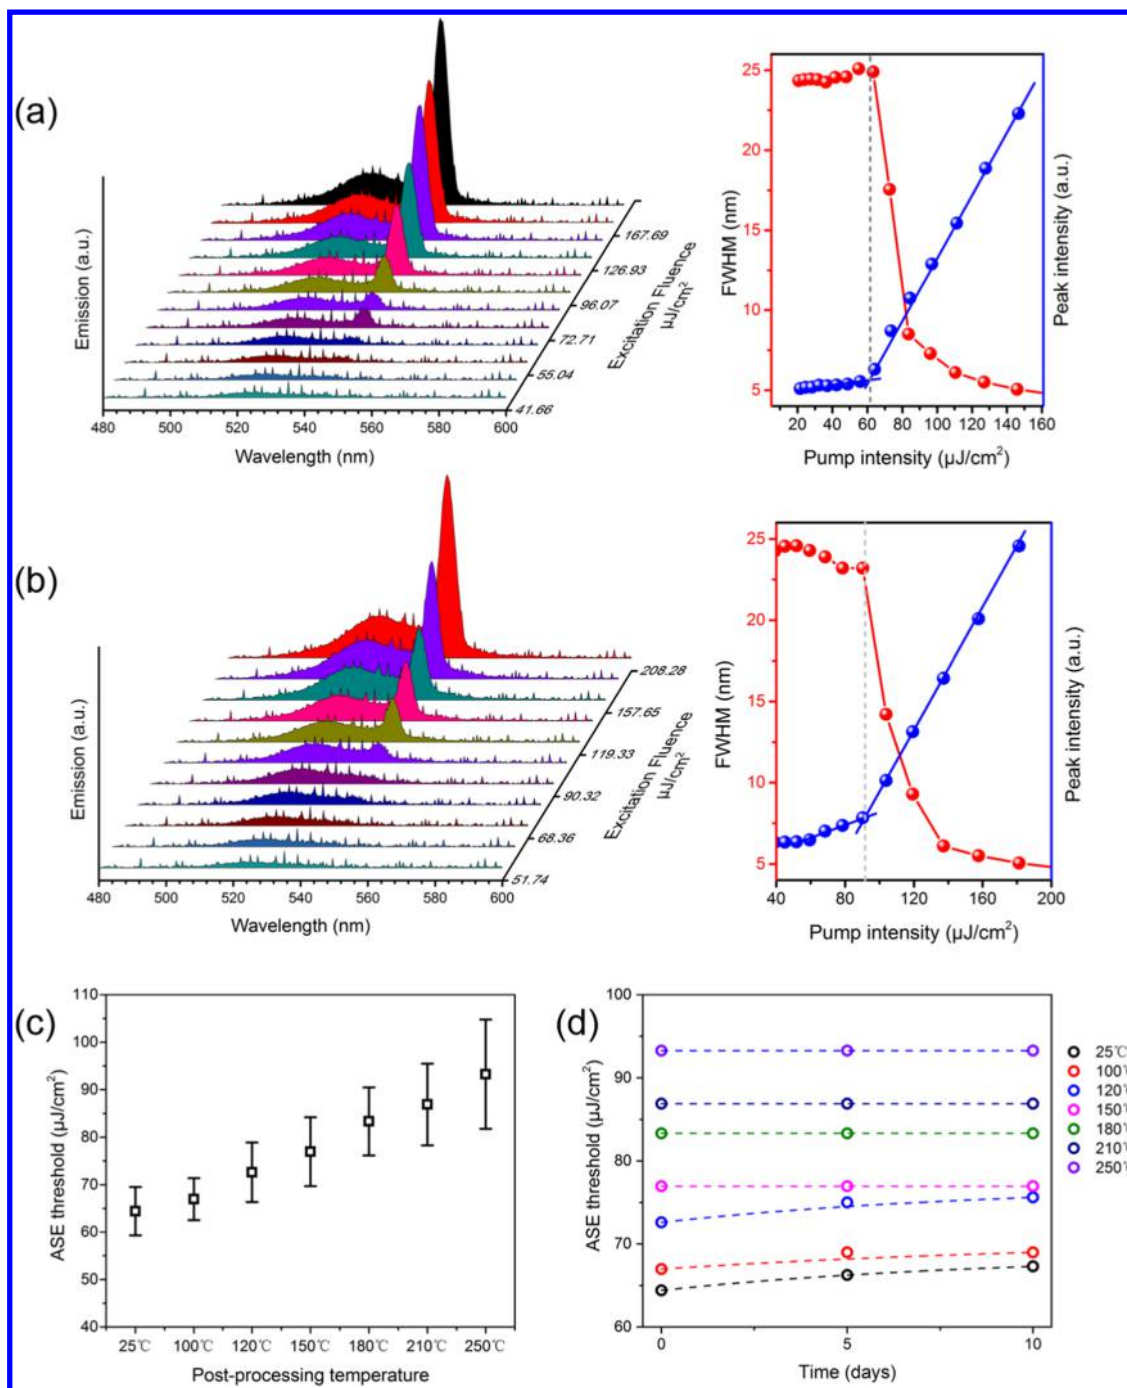 (a)
Emission (a.u.)
480 500 520 540 560 580 600
Wavelength (nm)
41.66
55.04
72.71
96.07
126.93
167.69
Excitation Fluence
μJ/cm²
FWHM (nm)
25
20
15
10
5
20 40 60 80 100 120 140 160
Pump intensity (μJ/cm²)
Peak intensity (a.u.)
(b)
Emission (a.u.)
480 500 520 540 560 580 600
Wavelength (nm)
51.74
68.36
90.32
119.33
157.65
208.28
Excitation Fluence
μJ/cm²
FWHM (nm)
25
20
15
10
5
40 80 120 160 200
Pump intensity (μJ/cm²)
Peak intensity (a.u.)
(c)
ASE threshold (μJ/cm²)
110
100
90
80
70
60
50
40
25℃ 100℃ 120℃ 150℃ 180℃ 210℃ 250℃
Post-processing temperature
(d)
ASE threshold (μJ/cm²)
100
90
80
70
60
0 5 10
Time (days)
25℃
100℃
120℃
150℃
180℃
210℃
250℃